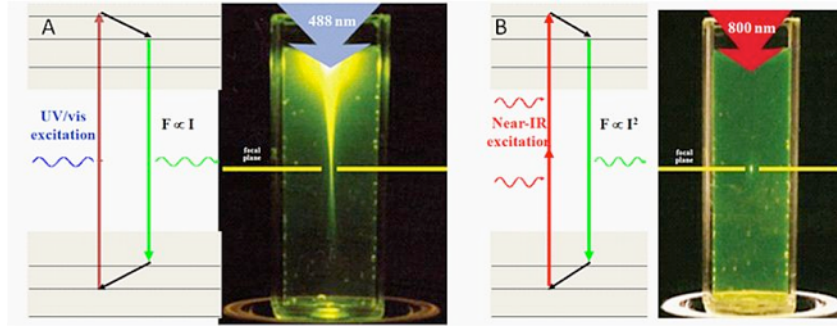 A
488 nm
UV/vis
excitation
F ∝ I
focal
plane
B
800 nm
Near-IR
excitation
F ∝ I²
focal
plane